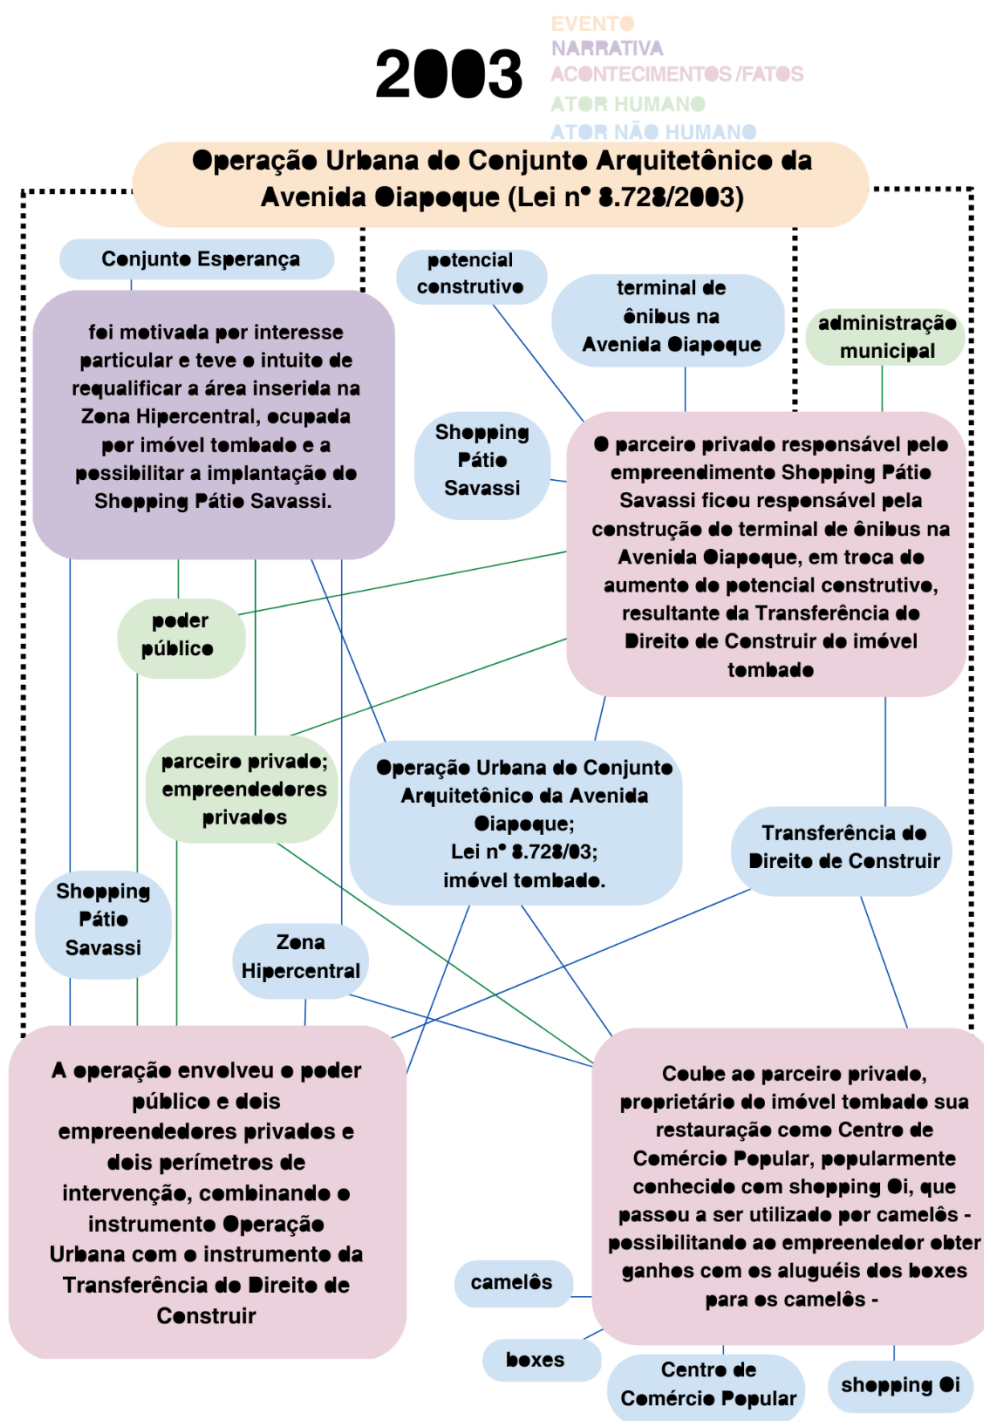 2003
EVENTO
NARRATIVA
ACONTECIMENTOS/FATOS
ATOR HUMANO
ATOR NÃO HUMANO
Operação Urbana do Conjunto Arquitetônico da
Avenida Oiapoque (Lei n° 8.728/2003)
Conjunto Esperança
foi motivada por interesse
particular e teve o intuito de
requalificar a área inserida na
Zona Hipercentral, ocupada
por imóvel tombado e a
possibilitar a implantação do
Shopping Pátio Savassi.
potencial
construtivo
terminal de
ônibus na
Avenida Oiapoque
administração
municipal
Shopping
Pátio
Savassi
O parceiro privado responsável pelo
empreendimento Shopping Pátio
Savassi ficou responsável pela
construção do terminal de ônibus na
Avenida Oiapoque, em troca do
aumento do potencial construtivo,
resultante da Transferência do
Direito de Construir do imóvel
tombado
poder
público
parceiro privado;
empreendedores
privados
Operação Urbana do Conjunto
Arquitetônico da Avenida
Oiapoque;
Lei n° 8.728/03;
imóvel tombado.
Transferência do
Direito de Construir
Shopping
Pátio
Savassi
Zona
Hipercentral
A operação envolveu o poder
público e dois
empreendedores privados e
dois perímetros de
intervenção, combinando o
instrumento Operação
Urbana com o instrumento da
Transferência do Direito de
Construir
Coube ao parceiro privado,
proprietário do imóvel tombado sua
restauração como Centro de
Comércio Popular, popularmente
conhecido com shopping Oi, que
passou a ser utilizado por camelôs -
possibilitando ao empreendedor obter
ganhos com os aluguéis dos boxes
para os camelôs -
camelôs
boxes
Centro de
Comércio Popular
shopping Oi